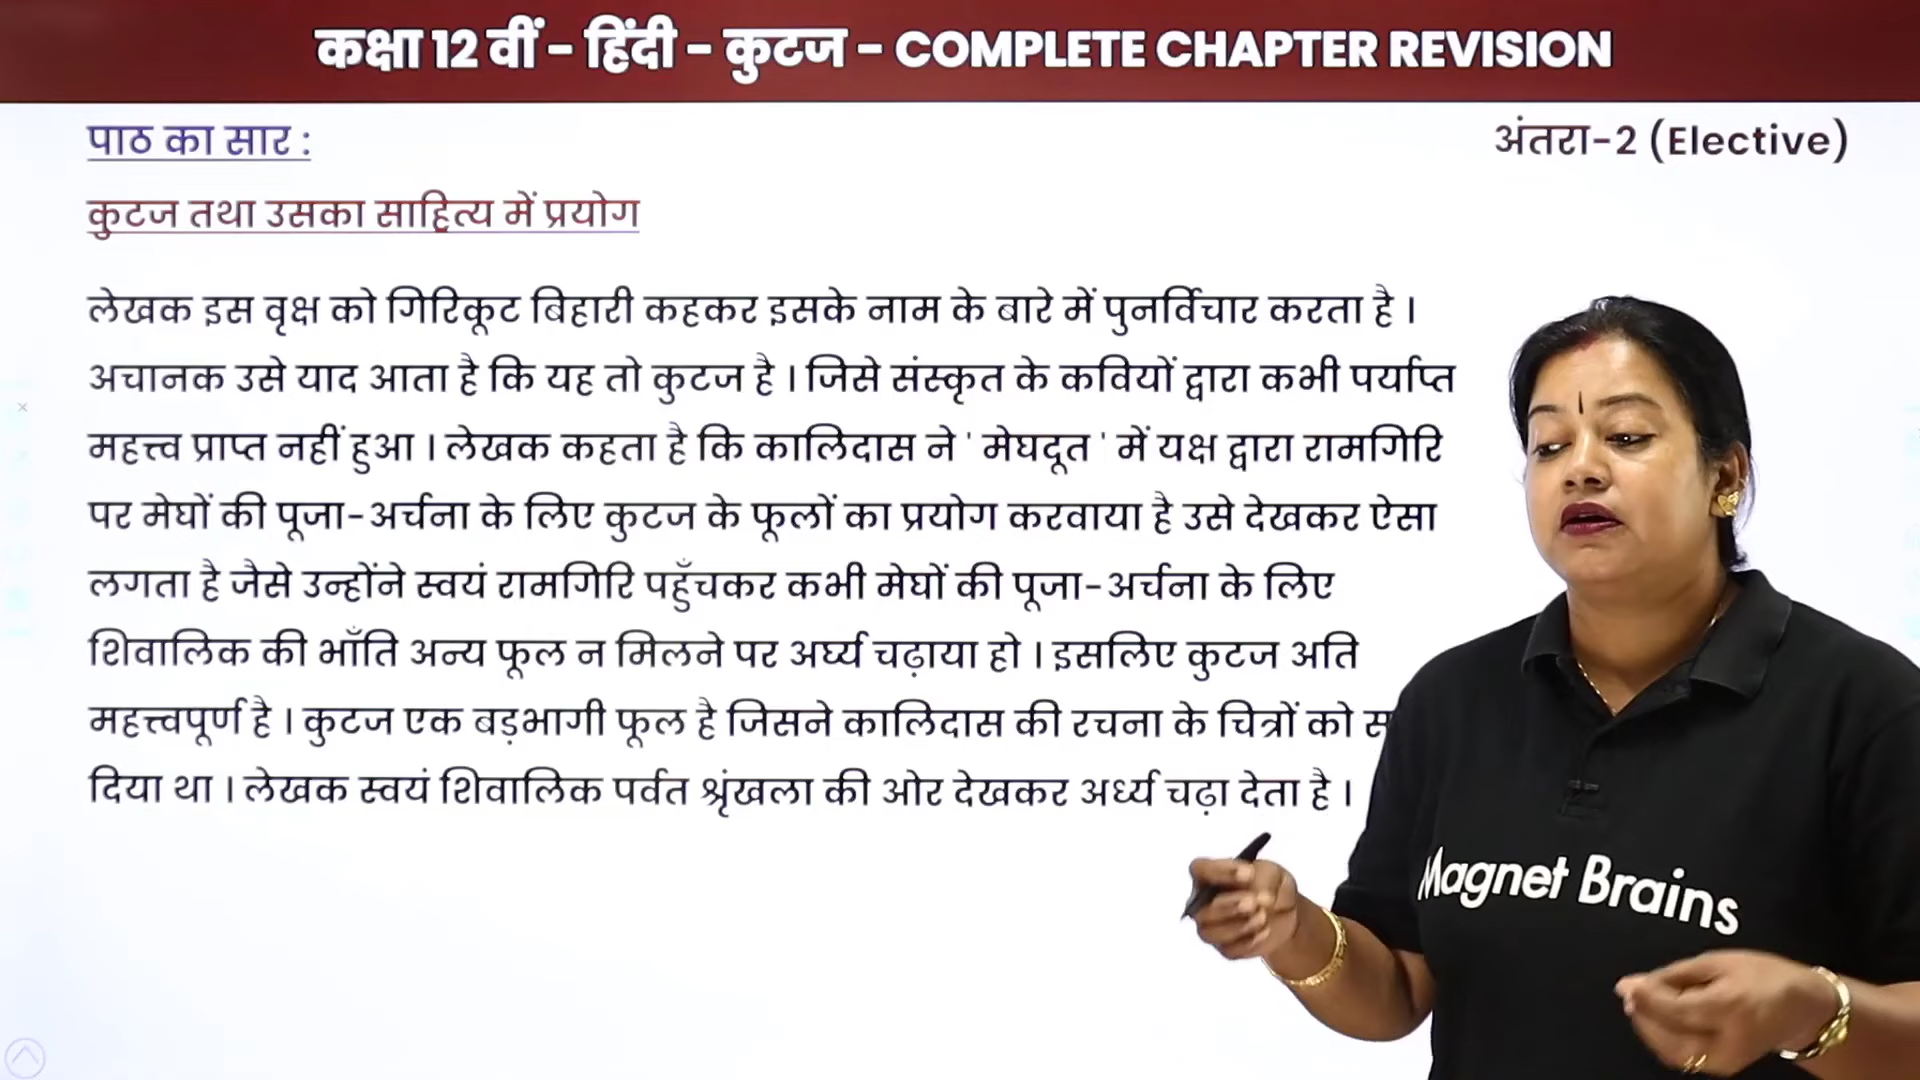 कक्षा 12 वीं - हिंदी - कुटज - COMPLETE CHAPTER REVISION
पाठ का सार :
अंतरा-2 (Elective)
कुटज तथा उसका साहित्य में प्रयोग
लेखक इस वृक्ष को गिरिकूट बिहारी कहकर इसके नाम के बारे में पुनर्विचार करता है ।
अचानक उसे याद आता है कि यह तो कुटज है । जिसे संस्कृत के कवियों द्वारा कभी पर्याप्त
महत्त्व प्राप्त नहीं हुआ । लेखक कहता है कि कालिदास ने ' मेघदूत ' में यक्ष द्वारा रामगिरि
पर मेघों की पूजा-अर्चना के लिए कुटज के फूलों का प्रयोग करवाया है उसे देखकर ऐसा
लगता है जैसे उन्होंने स्वयं रामगिरि पहुँचकर कभी मेघों की पूजा-अर्चना के लिए
शिवालिक की भाँति अन्य फूल न मिलने पर अर्घ्य चढ़ाया हो । इसलिए कुटज अति
महत्त्वपूर्ण है । कुटज एक बड़भागी फूल है जिसने कालिदास की रचना के चित्रों को
दिया था । लेखक स्वयं शिवालिक पर्वत श्रृंखला की ओर देखकर अर्ध्य चढ़ा देता है ।
Magnet Brains